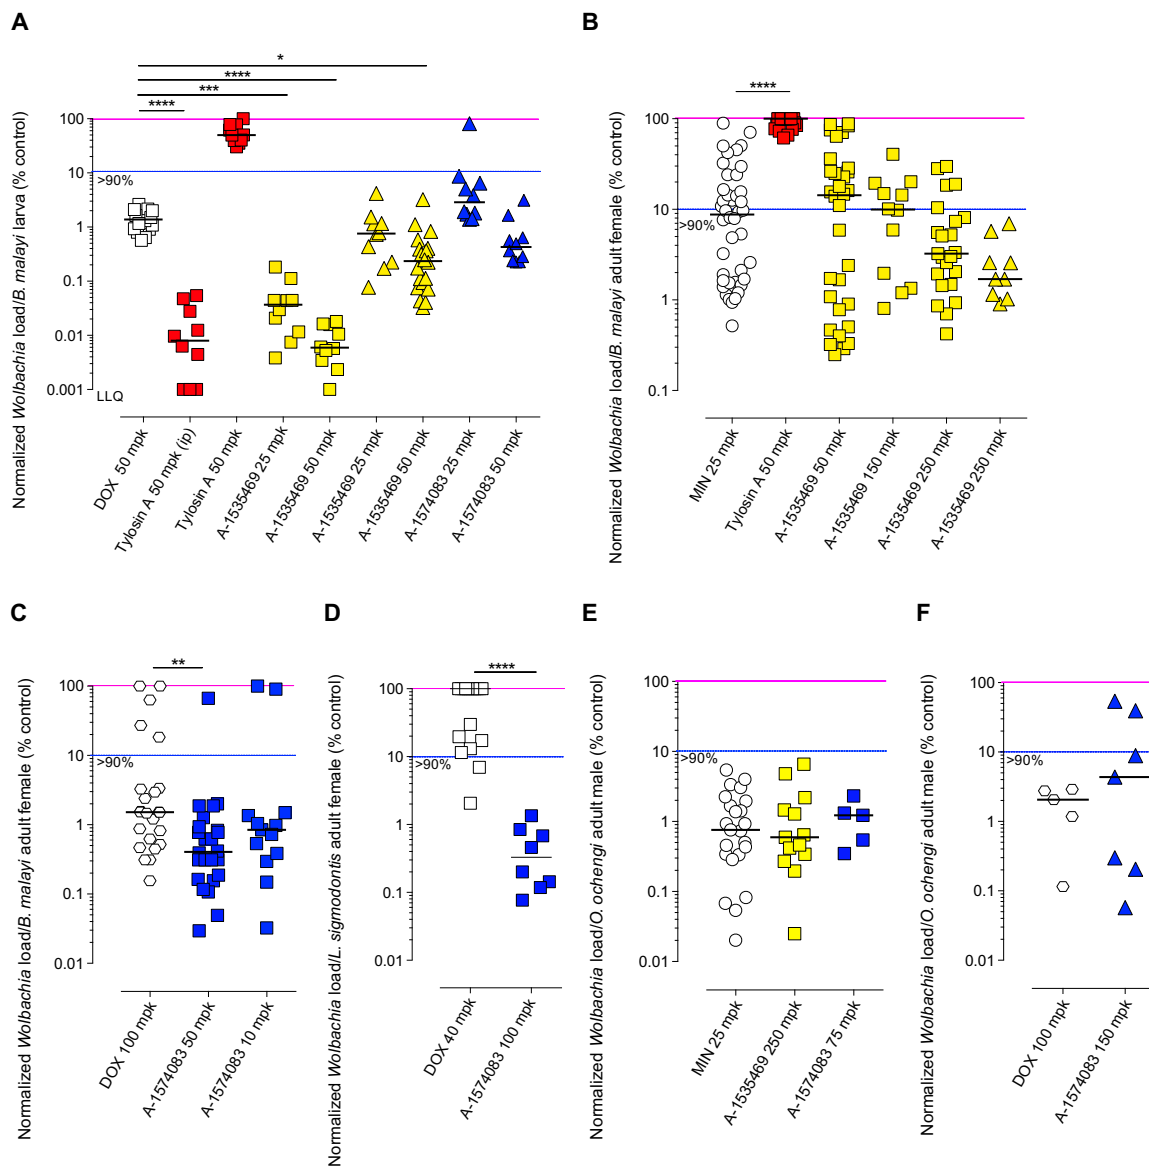 A
Normalized Wolbachia load/B. malayi larva (% control)
*
****
***
****
100
10
1
0.1
0.01
0.001
>90%
LLQ
DOX 50 mpk
Tylosin A 50 mpk (ip)
Tylosin A 50 mpk
A-1535469 25 mpk
A-1535469 50 mpk
A-1535469 25 mpk
A-1535469 50 mpk
A-1574083 25 mpk
A-1574083 50 mpk
B
Normalized Wolbachia load/B. malayi adult female (% control)
****
100
10
1
0.1
>90%
MIN 25 mpk
Tylosin A 50 mpk
A-1535469 50 mpk
A-1535469 150 mpk
A-1535469 250 mpk
A-1535469 250 mpk
C
Normalized Wolbachia load/B. malayi adult female (% control)
**
100
10
1
0.1
0.01
>90%
DOX 100 mpk
A-1574083 50 mpk
A-1574083 10 mpk
D
Normalized Wolbachia load/L. sigmodontis adult female (% control)
****
100
10
1
0.1
0.01
>90%
DOX 40 mpk
A-1574083 100 mpk
E
Normalized Wolbachia load/O. ochengi adult male (% control)
100
10
1
0.1
0.01
>90%
MIN 25 mpk
A-1535469 250 mpk
A-1574083 75 mpk
F
Normalized Wolbachia load/O. ochengi adult male (% control)
100
10
1
0.1
0.01
>90%
DOX 100 mpk
A-1574083 150 mpk